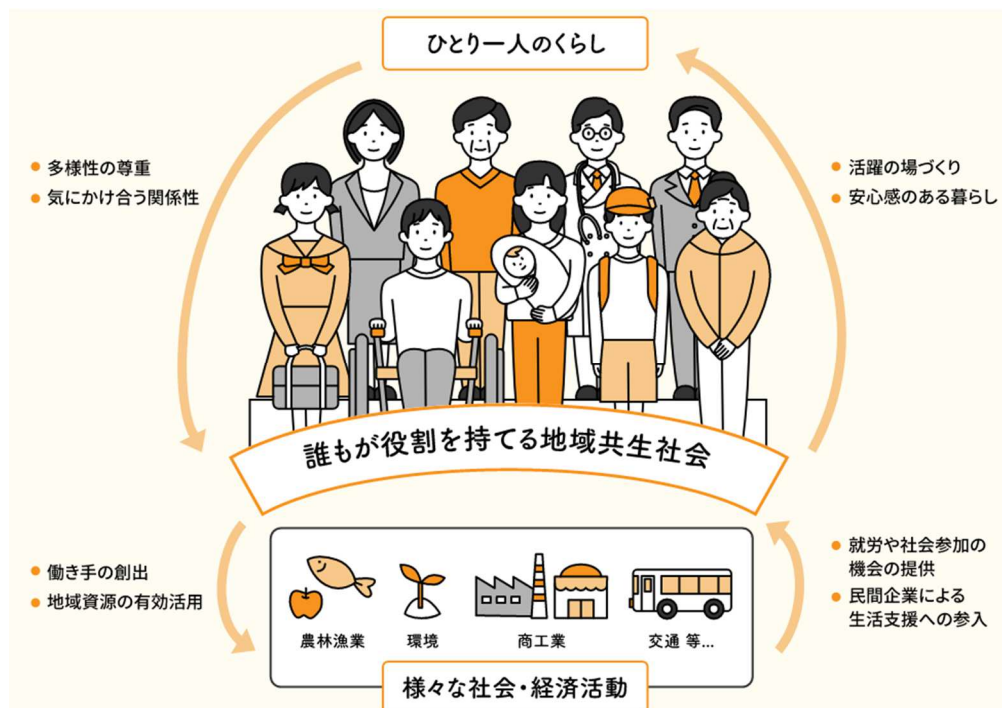 ひとり一人のくらし
多様性の尊重
気にかけ合う関係性
活躍の場づくり
安心感のある暮らし
誰もが役割を持てる地域共生社会
働き手の創出
地域資源の有効活用
就労や社会参加の
機会の提供
民間企業による
生活支援への参入
農林漁業
環境
商工業
交通 等...
様々な社会・経済活動